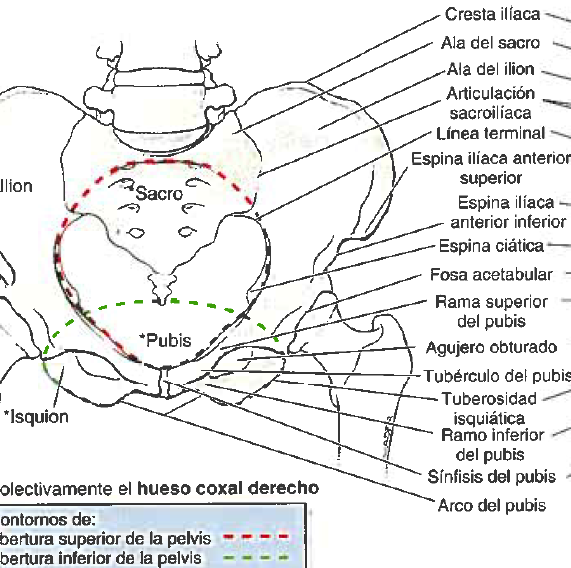 Cresta ilíaca
Ala del sacro
Ala del ilion
Articulación
sacroilíaca
Línea terminal
Espina ilíaca anterior
superior
Espina ilíaca
anterior inferior
Espina ciática
Fosa acetabular
Rama superior
del pubis
Agujero obturado
Tubérculo del pubis
Tuberosidad
isquiática
Ramo inferior
del pubis
Sínfisis del pubis
Arco del pubis
Ilion
*Sacro
*Pubis
*Isquion
olectivamente el hueso coxal derecho
ontornos de:
bertura superior de la pelvis
bertura inferior de la pelvis